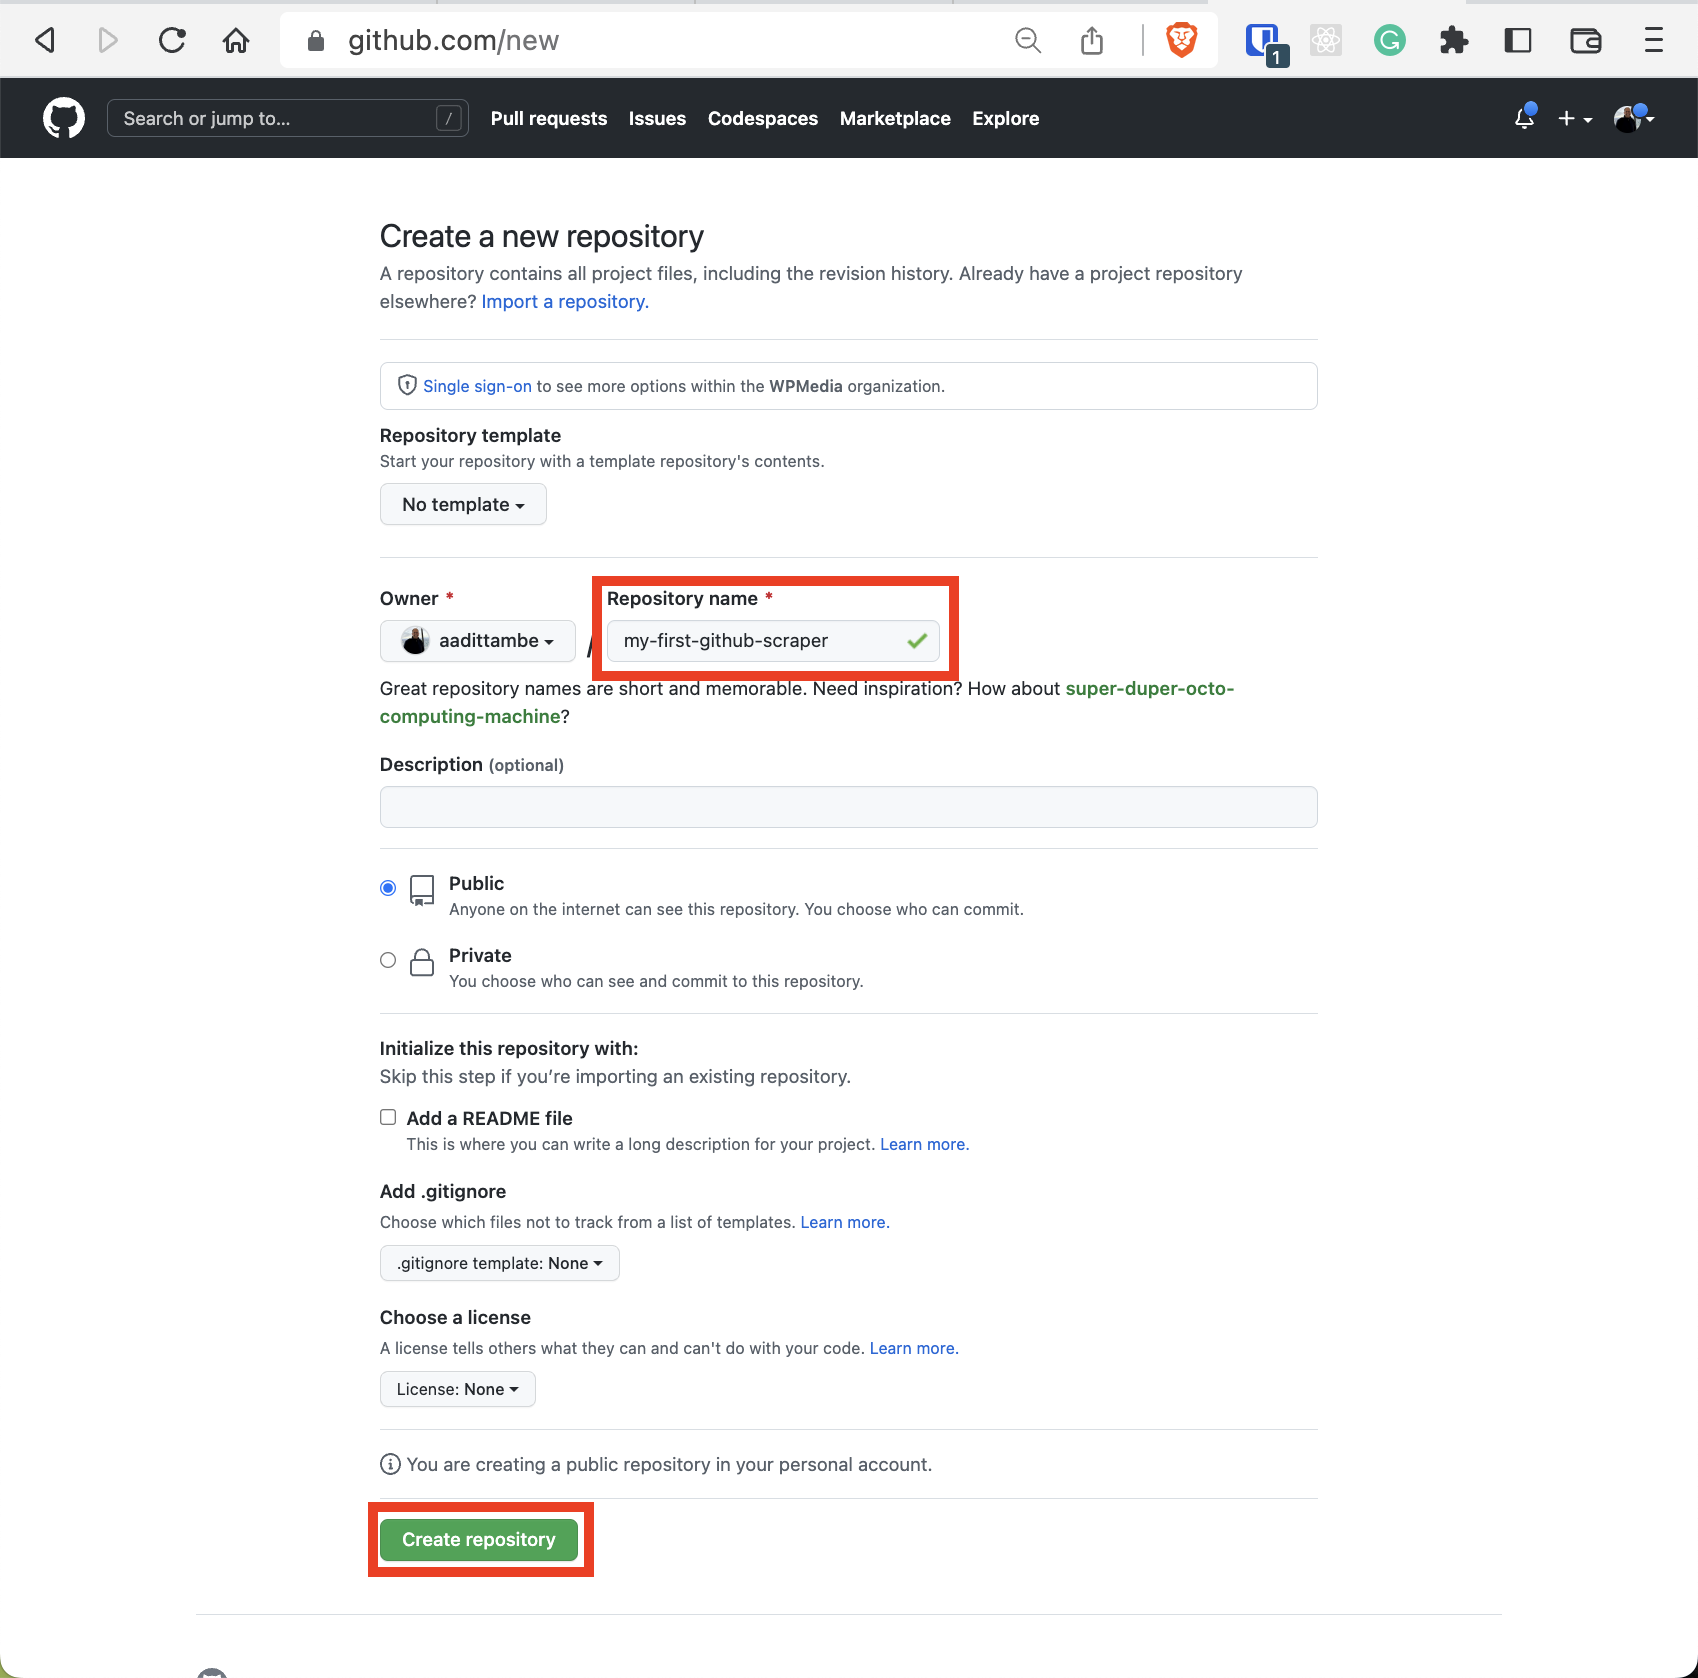 github.com/new
1
Search or jump to... /
Pull requests Issues Codespaces Marketplace Explore
Create a new repository
A repository contains all project files, including the revision history. Already have a project repository
elsewhere? Import a repository.
Single sign-on to see more options within the WPMedia organization.
Repository template
Start your repository with a template repository's contents.
No template
Owner * Repository name *
aadittambe / my-first-github-scraper
Great repository names are short and memorable. Need inspiration? How about super-duper-octo-
computing-machine?
Description (optional)
Public
Anyone on the internet can see this repository. You choose who can commit.
Private
You choose who can see and commit to this repository.
Initialize this repository with:
Skip this step if you’re importing an existing repository.
Add a README file
This is where you can write a long description for your project. Learn more.
Add .gitignore
Choose which files not to track from a list of templates. Learn more.
.gitignore template: None
Choose a license
A license tells others what they can and can't do with your code. Learn more.
License: None
You are creating a public repository in your personal account.
Create repository